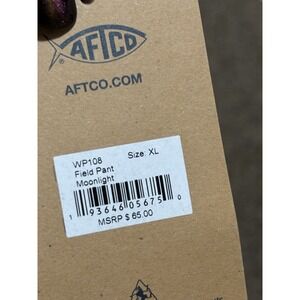 AFTCO
AFTCO.COM
WP108 Size: XL
Field Pant
Moonlight
1 93646 05675 0
MSRP $ 65.00